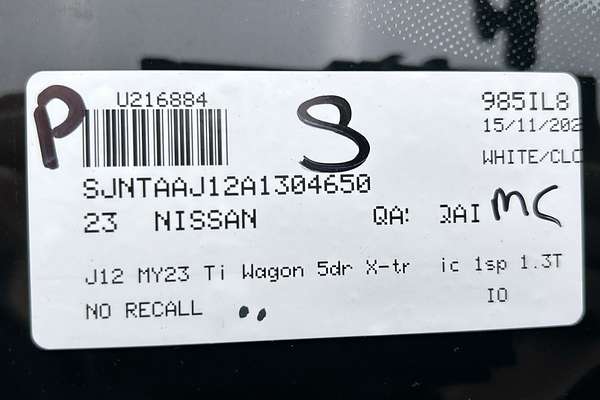 P
U216884
S
985IL8
15/11/202
WHITE/CLO
SJNTAAJ12A1304650
23 NISSAN QA: QAI MC
J12 MY23 Ti Wagon 5dr X-tr ic 1sp 1.3T
NO RECALL IO